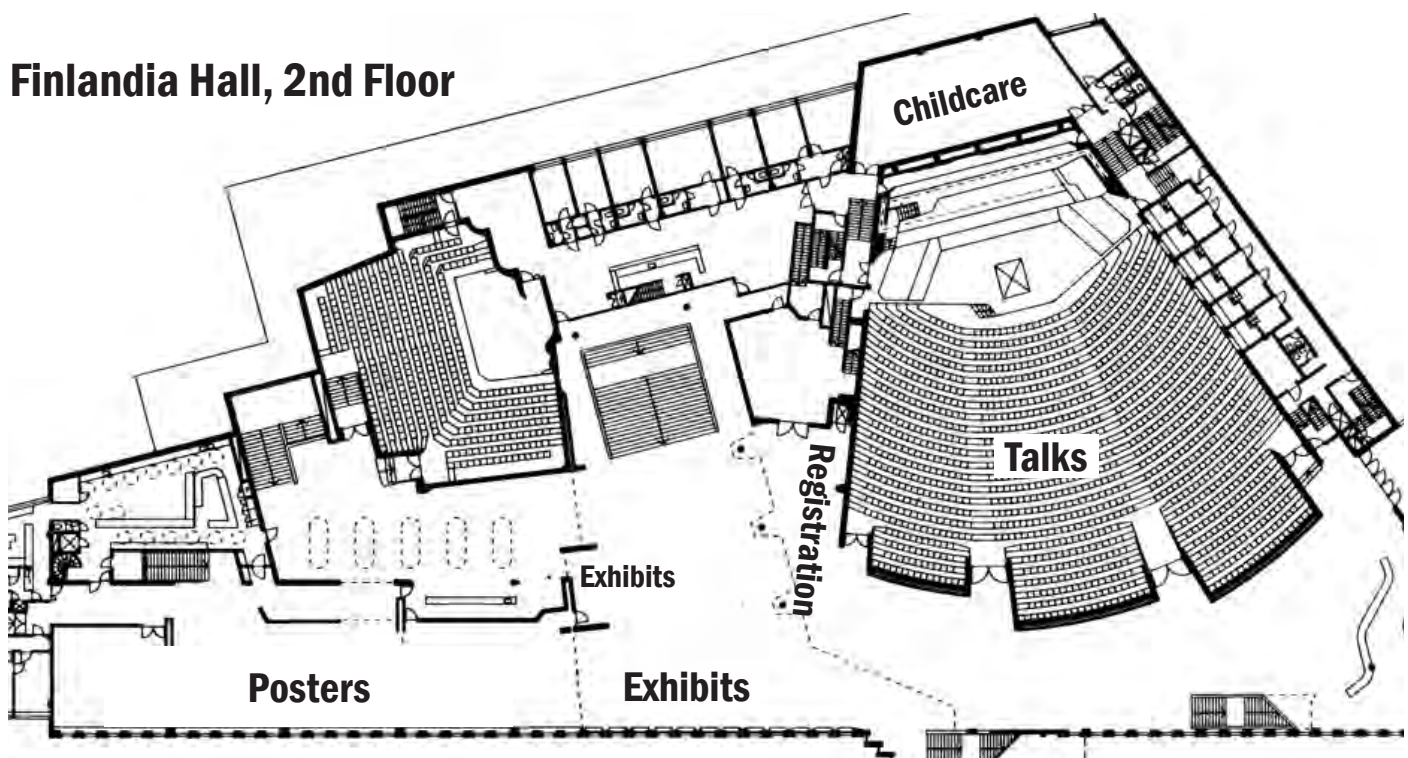 Finlandia Hall, 2nd Floor
Childcare
Talks
Registration
Exhibits
Posters
Exhibits